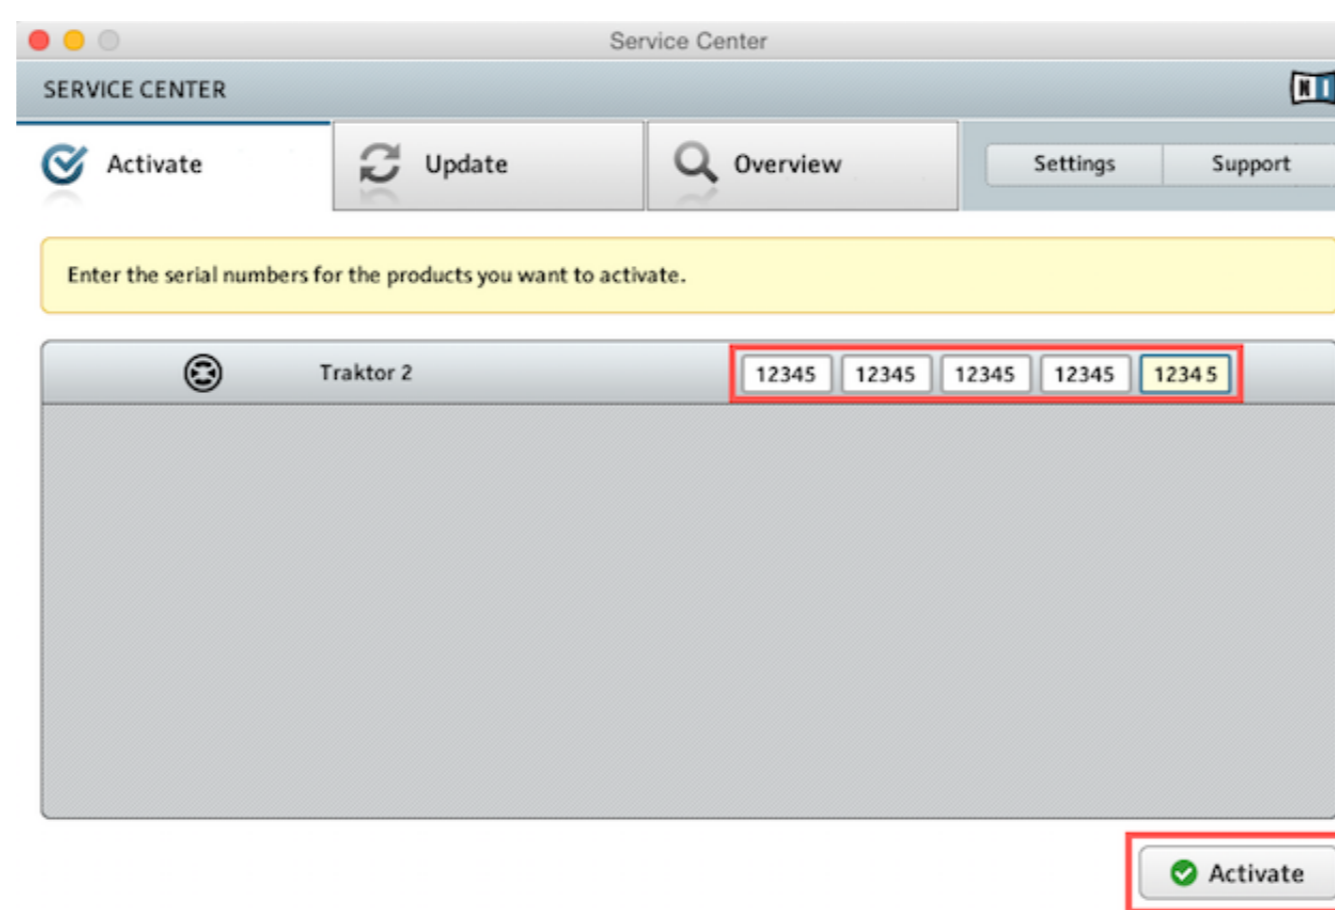 Service Center
SERVICE CENTER
NI
Activate Update Overview Settings Support
Enter the serial numbers for the products you want to activate.
Traktor 2 12345 12345 12345 12345 12345
Activate